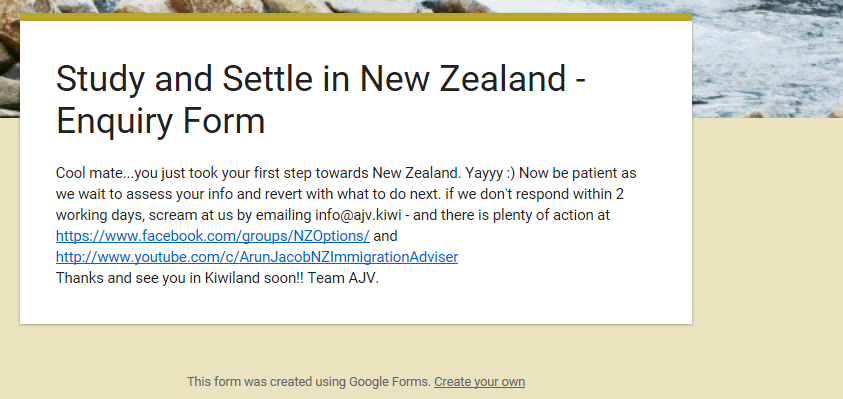 Study and Settle in New Zealand -
Enquiry Form
Cool mate...you just took your first step towards New Zealand. Yayyy :) Now be patient as
we wait to assess your info and revert with what to do next. if we don't respond within 2
working days, scream at us by emailing info@ajv.kiwi - and there is plenty of action at
https://www.facebook.com/groups/NZOptions/ and
http://www.youtube.com/c/ArunJacobNZImmigrationAdviser
Thanks and see you in Kiwiland soon!! Team AJV.
This form was created using Google Forms. Create your own